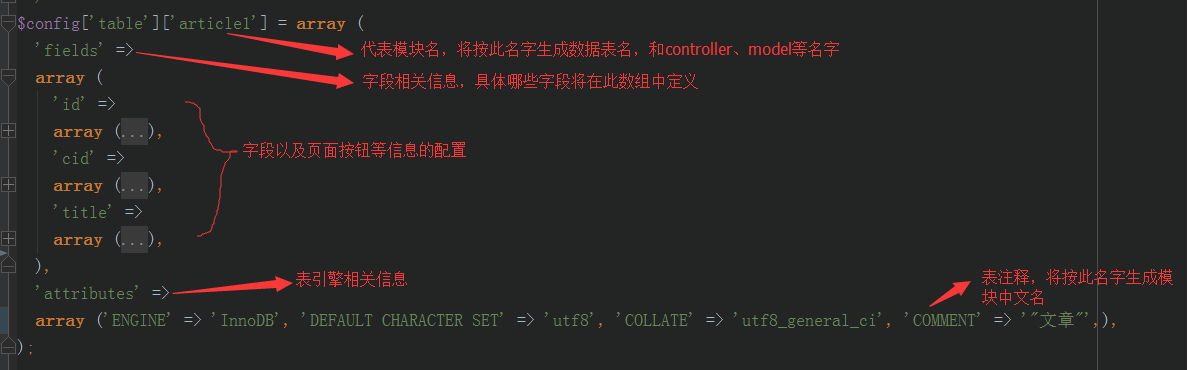 $config['table']['article1'] = array (
'fields' => 代表模块名，将按此名字生成数据表名，和controller、model等名字
array ( 字段相关信息，具体哪些字段将在此数组中定义
'id' =>
array (...),
'cid' => 字段以及页面按钮等信息的配置
array (...),
'title' =>
array (...),
),
'attributes' => 表引擎相关信息
表注释，将按此名字生成模
块中文名
array ('ENGINE' => 'InnoDB', 'DEFAULT CHARACTER SET' => 'utf8', 'COLLATE' => 'utf8_general_ci', 'COMMENT' => '"文章"',),
);